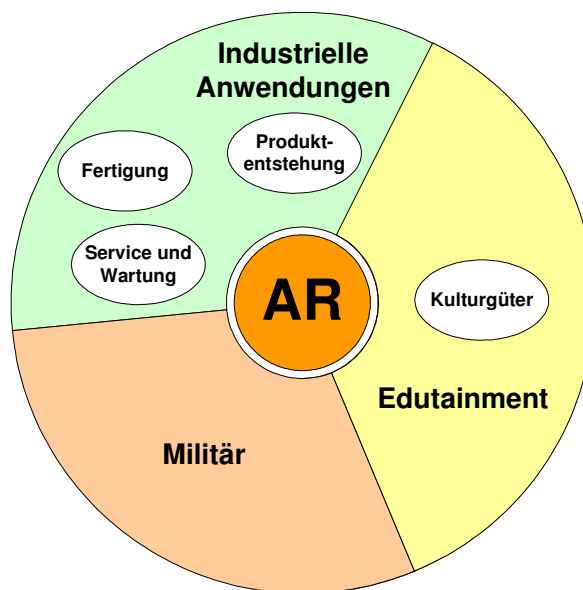 Industrielle
Anwendungen
Produkt-
entstehung
Fertigung
Service und
Wartung
AR
Kulturgüter
Edutainment
Militär